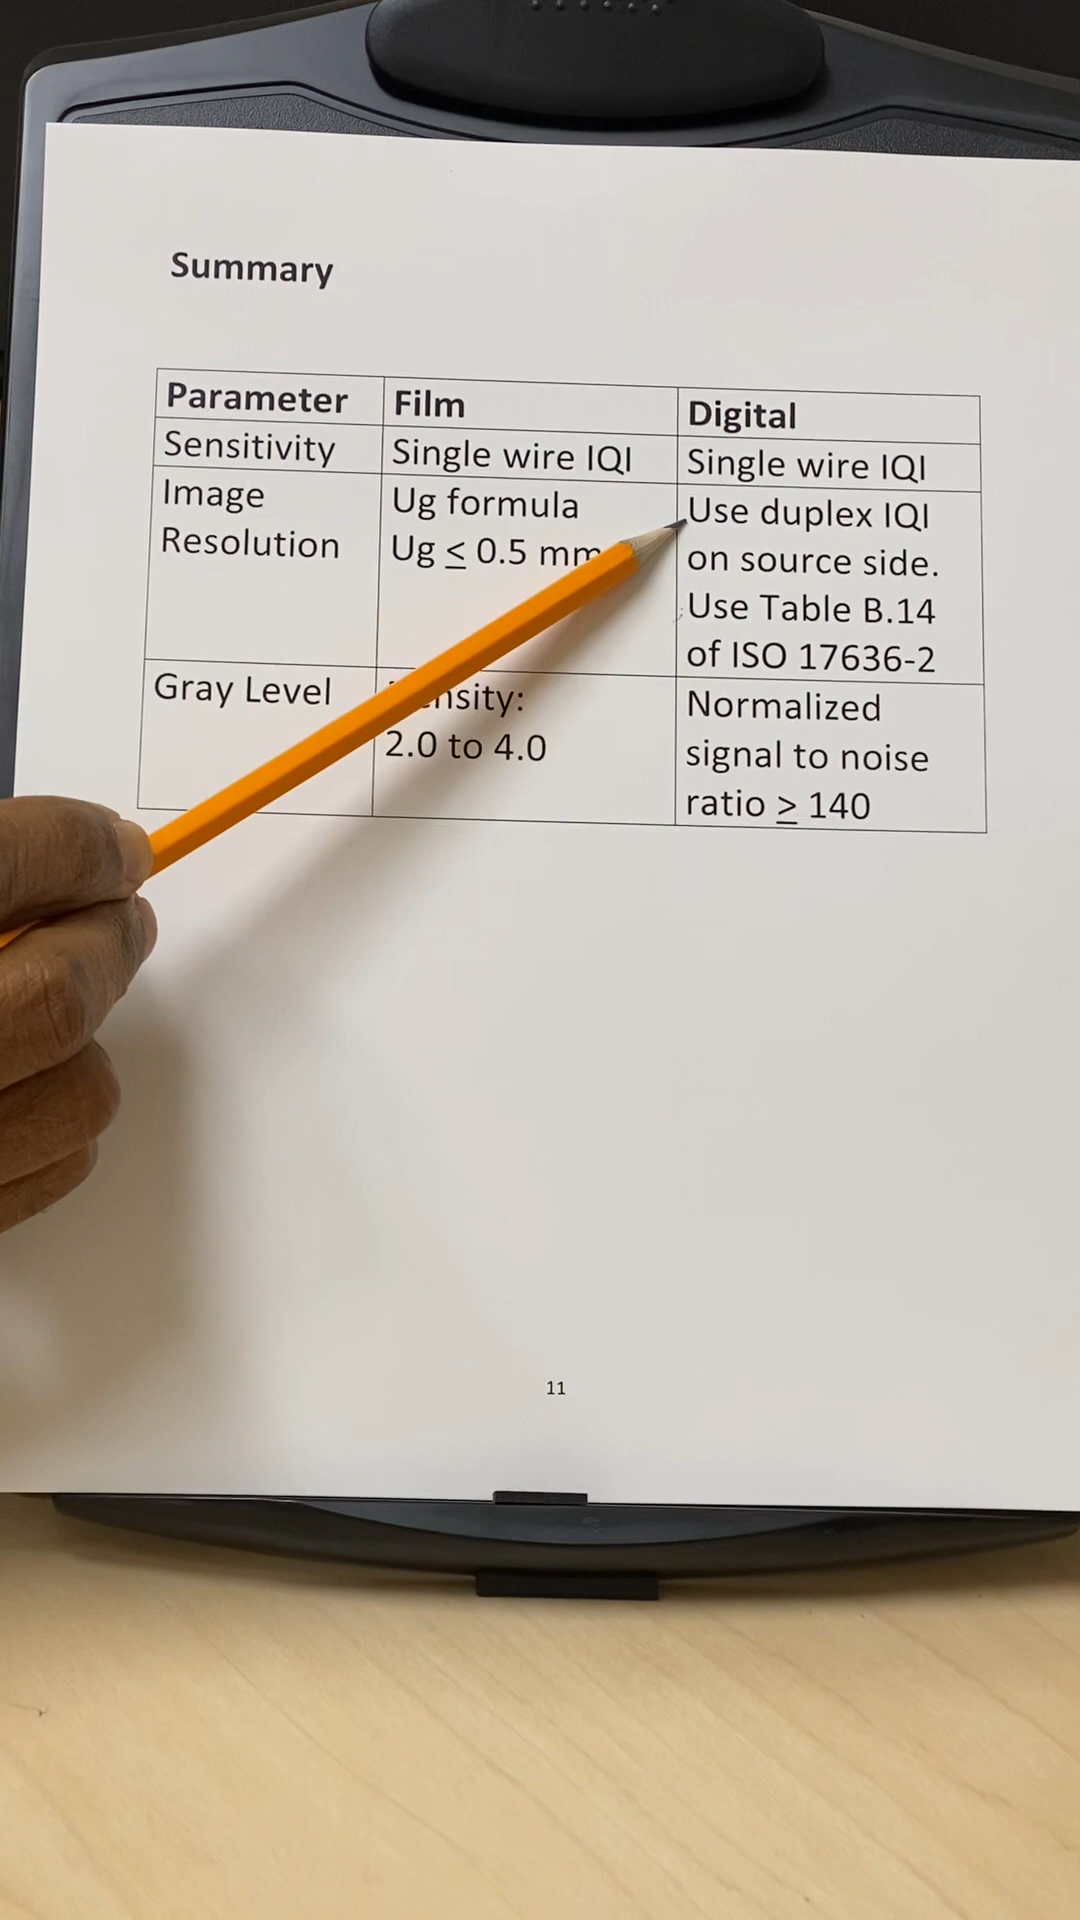 Summary
Parameter Film Digital
Sensitivity Single wire IQI Single wire IQI
Image Resolution Ug formula
Ug ≤ 0.5 mm
Use duplex IQI
on source side.
Use Table B.14
of ISO 17636-2
Gray Level
2.0 to 4.0
Normalized
signal to noise
ratio ≥ 140
11